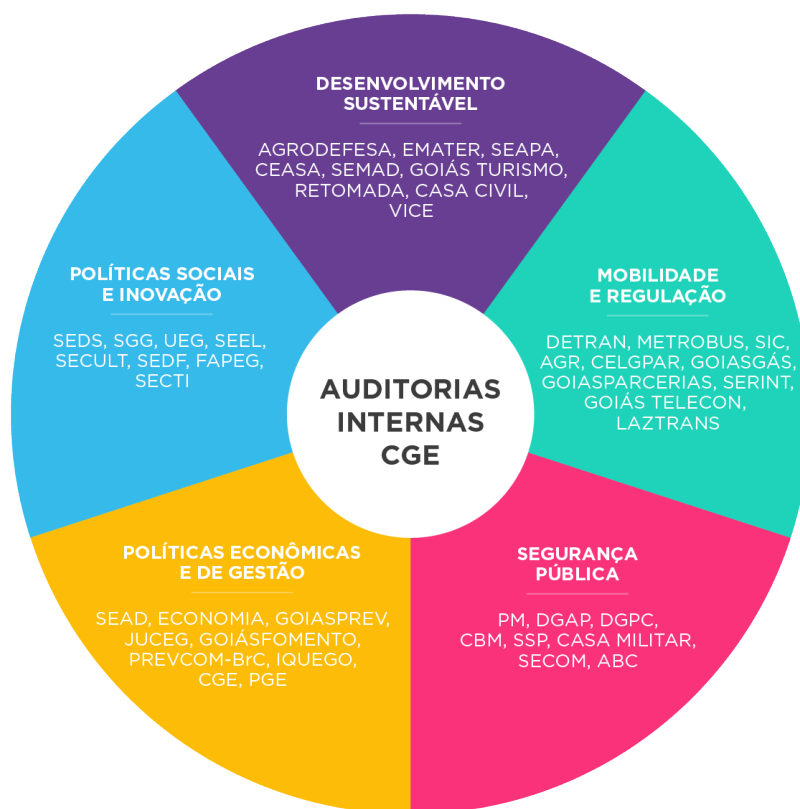 DESENVOLVIMENTO
SUSTENTÁVEL
AGRODEFESA, EMATER, SEAPA,
CEASA, SEMAD, GOIÁS TURISMO,
RETOMADA, CASA CIVIL,
VICE
POLÍTICAS SOCIAIS
E INOVAÇÃO
SEDS, SGG, UEG, SEEL,
SECULT, SEDF, FAPEG,
SECTI
MOBILIDADE
E REGULAÇÃO
DETRAN, METROBUS, SIC,
AGR, CELGPAR, GOIASGÁS,
GOIASPARCERIAS, SERINT,
GOIÁS TELECON,
LAZTRANS
AUDITORIAS
INTERNAS
CGE
POLÍTICAS ECONÔMICAS
E DE GESTÃO
SEAD, ECONOMIA, GOIASPREV,
JUCEG, GOIÁSFOMENTO,
PREVCOM-BrC, IQUEGO,
CGE, PGE
SEGURANÇA
PÚBLICA
PM, DGAP, DGPC,
CBM, SSP, CASA MILITAR,
SECOM, ABC